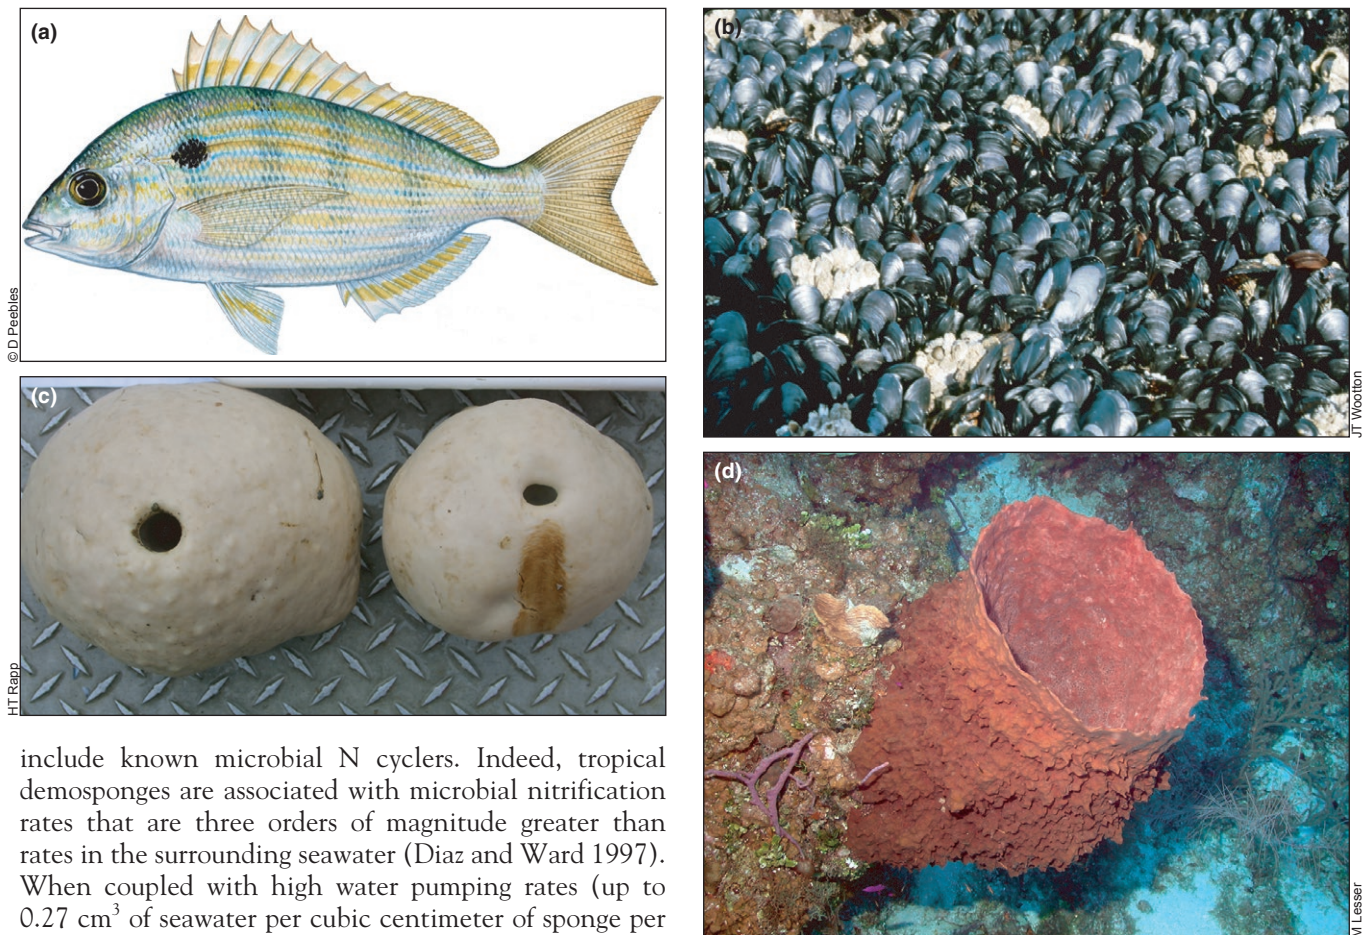 (a)
© D Peebles
(b)
JT Wootton
(c)
HT Rapp
(d)
M Lesser
include known microbial N cyclers. Indeed, tropical
demosponges are associated with microbial nitrification
rates that are three orders of magnitude greater than
rates in the surrounding seawater (Diaz and Ward 1997).
When coupled with high water pumping rates (up to
0.27 cm³ of seawater per cubic centimeter of sponge per